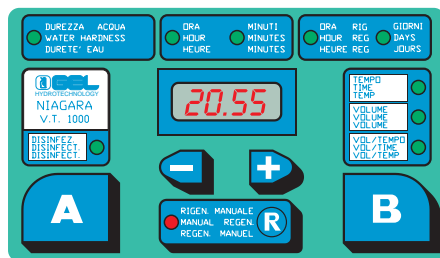 DUREZZA ACQUA
WATER HARDNESS
DURETE' EAU
ORA
HOUR
HEURE
MINUTI
MINUTES
MINUTES
ORA RIG
HOUR REG
HEURE REG
GIORNI
DAYS
JOURS
GEL
HYDROTECHNOLOGY
NIAGARA
V.T. 1000
DISINFEZ.
DISINFECT.
DISINFECT.
20.55
TEMPO
TIME
TEMP
VOLUME
VOLUME
VOLUME
VOL/TEMPO
VOL/TIME
VOL/TEMP
A
B
RIGEN. MANUALE
MANUAL REGEN.
REGEN. MANUEL
R